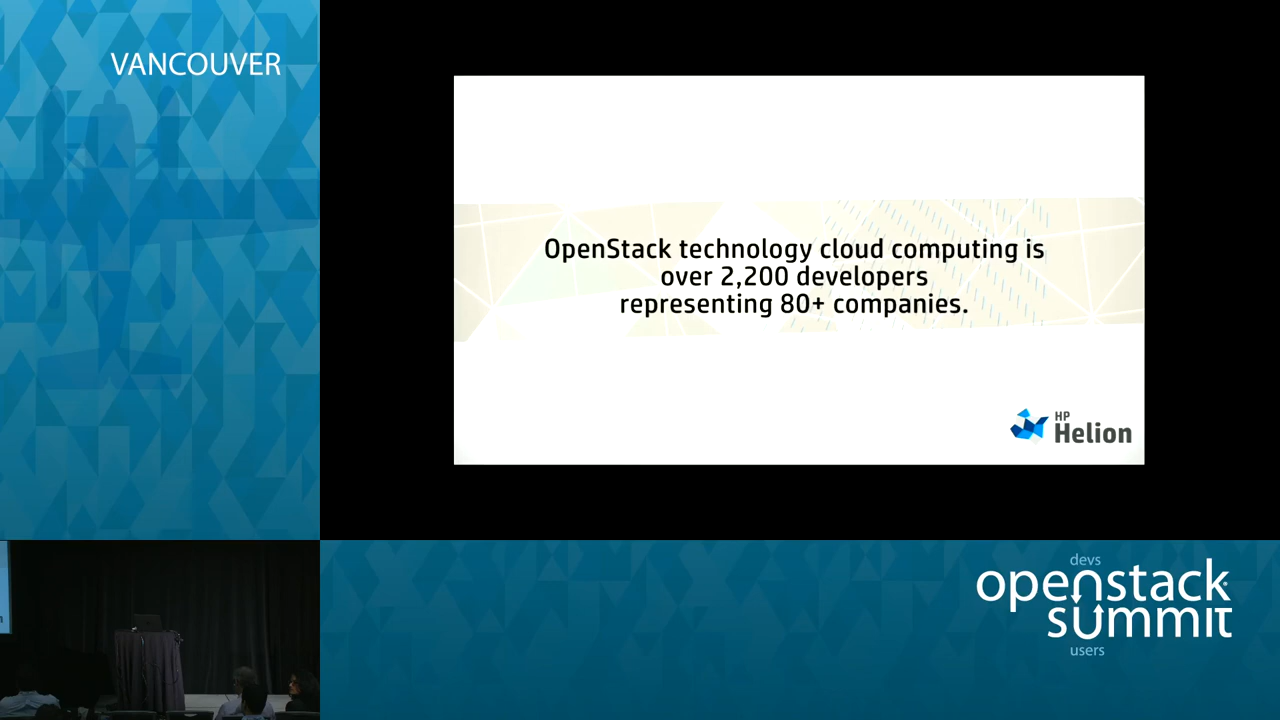 VANCOUVER
OpenStack technology cloud computing is
over 2,200 developers
representing 80+ companies.
HP
Helion
devs
openstack
summit
users